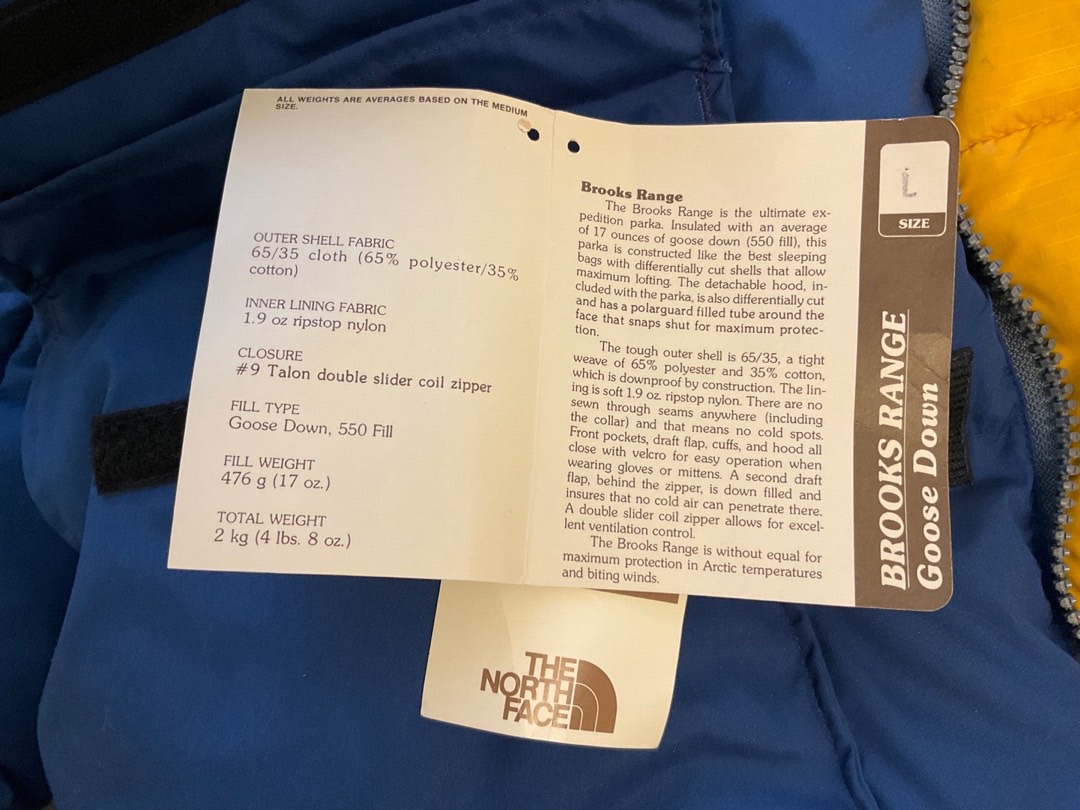 ALL WEIGHTS ARE AVERAGES BASED ON THE MEDIUM
SIZE.
OUTER SHELL FABRIC
65/35 cloth (65% polyester/35%
cotton)
INNER LINING FABRIC
1.9 oz ripstop nylon
CLOSURE
#9 Talon double slider coil zipper
FILL TYPE
Goose Down, 550 Fill
FILL WEIGHT
476 g (17 oz.)
TOTAL WEIGHT
2 kg (4 lbs. 8 oz.)
Brooks Range
The Brooks Range is the ultimate ex-
pedition parka. Insulated with an average
of 17 ounces of goose down (550 fill), this
parka is constructed like the best sleeping
bags with differentially cut shells that allow
maximum lofting. The detachable hood, in-
cluded with the parka, is also differentially cut
and has a polarguard filled tube around the
face that snaps shut for maximum protec-
tion.
The tough outer shell is 65/35, a tight
weave of 65% polyester and 35% cotton,
which is downproof by construction. The lin-
ing is soft 1.9 oz. ripstop nylon. There are no
sewn through seams anywhere (including
the collar) and that means no cold spots.
Front pockets, draft flap, cuffs, and hood all
close with velcro for easy operation when
wearing gloves or mittens. A second draft
flap, behind the zipper, is down filled and
insures that no cold air can penetrate there.
A double slider coil zipper allows for excel-
lent ventilation control.
The Brooks Range is without equal for
maximum protection in Arctic temperatures
and biting winds.
L
SIZE
BROOKS RANGE
Goose Down
THE
NORTH
FACE